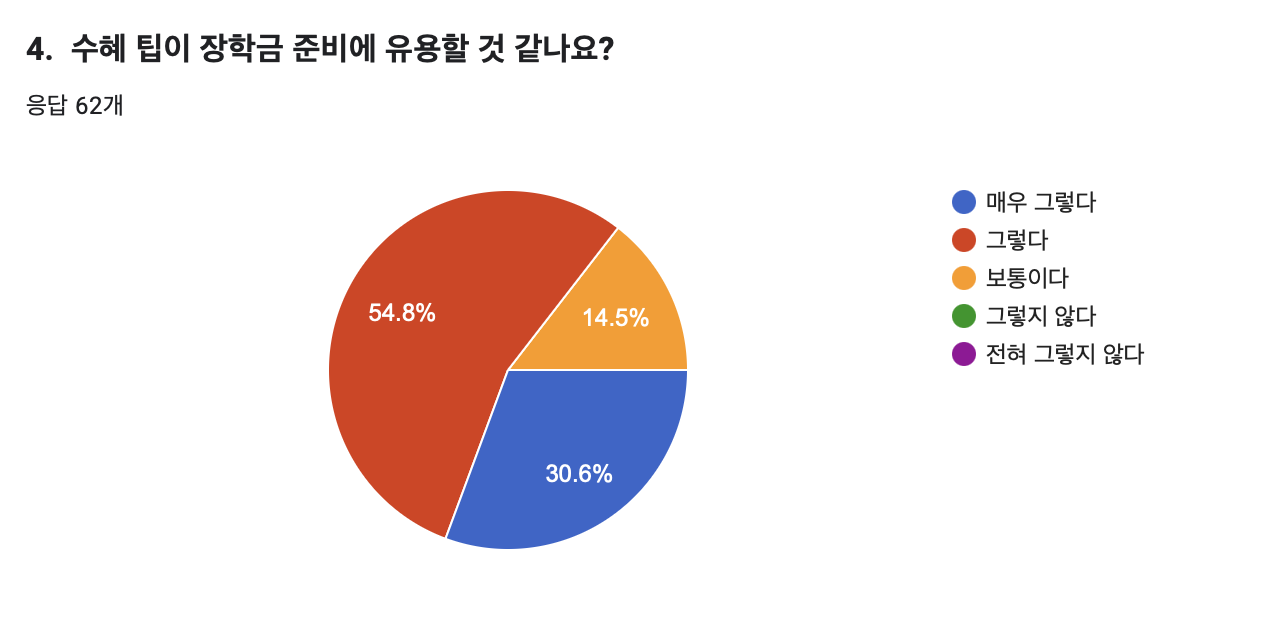 4. 수혜 팁이 장학금 준비에 유용할 것 같나요?
응답 62개
54.8%
14.5%
30.6%
매우 그렇다
그렇다
보통이다
그렇지 않다
전혀 그렇지 않다